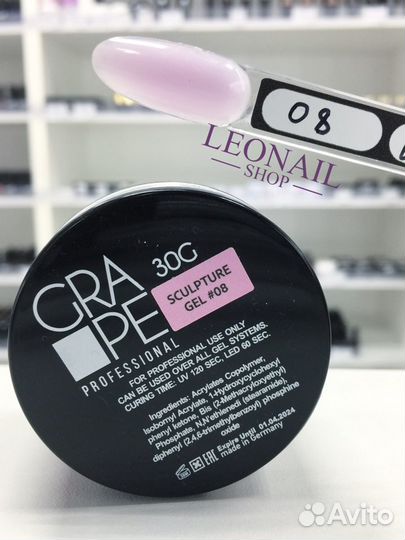 08
LEONAIL
SHOP
GRA
PE
30G
PROFESSIONAL
SCULPTURE
GEL #08
FOR PROFESSIONAL USE ONLY
CAN BE USED OVER ALL GEL SYSTEMS.
CURING TIME: UV 120 SEC, LED 60 SEC.
Ingredients: Acrylates Copolymer,
Isobornyl Acrylate, 1-Hydroxycyclohexyl
phenyl ketone, Bis (2-Methacryloxyethyl)
Phosphate, N,N'ethilenedi (stearamide),
diphenyl (2,4,6-trimethylbenzoyl) phosphine
oxide
Expire Until 01.04.2024
made in Germany
Avito